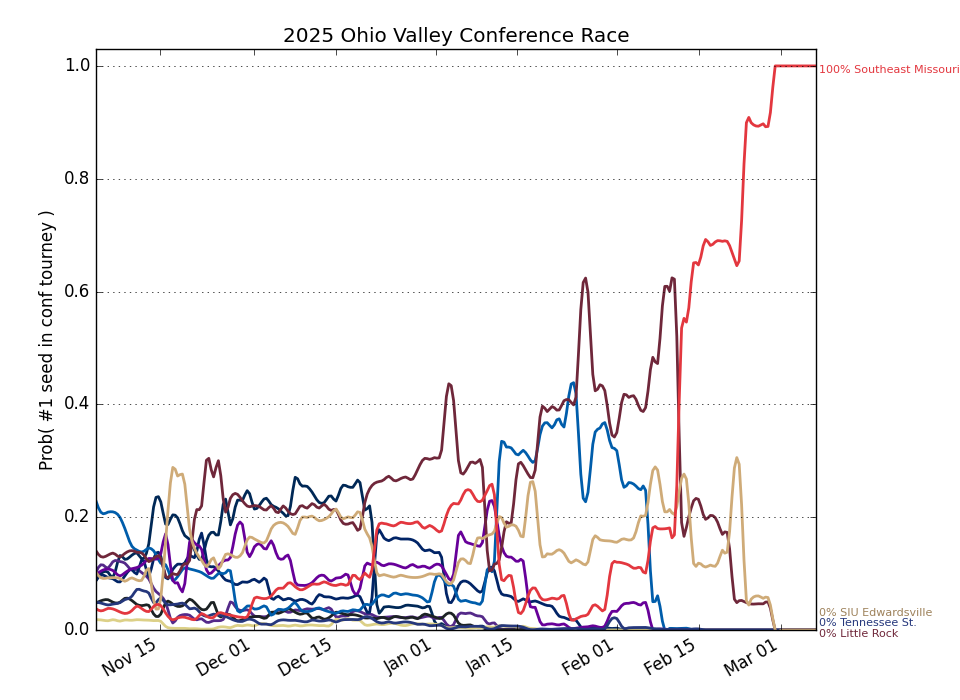 2025 Ohio Valley Conference Race
1.0
100% Southeast Missouri
0.8
0.6
Prob( #1 seed in conf tourney )
0.4
0.2
0.0
0% SIU Edwardsville
0% Tennessee St.
0% Little Rock
Nov 15
Dec 01
Dec 15
Jan 01
Jan 15
Feb 01
Feb 15
Mar 01